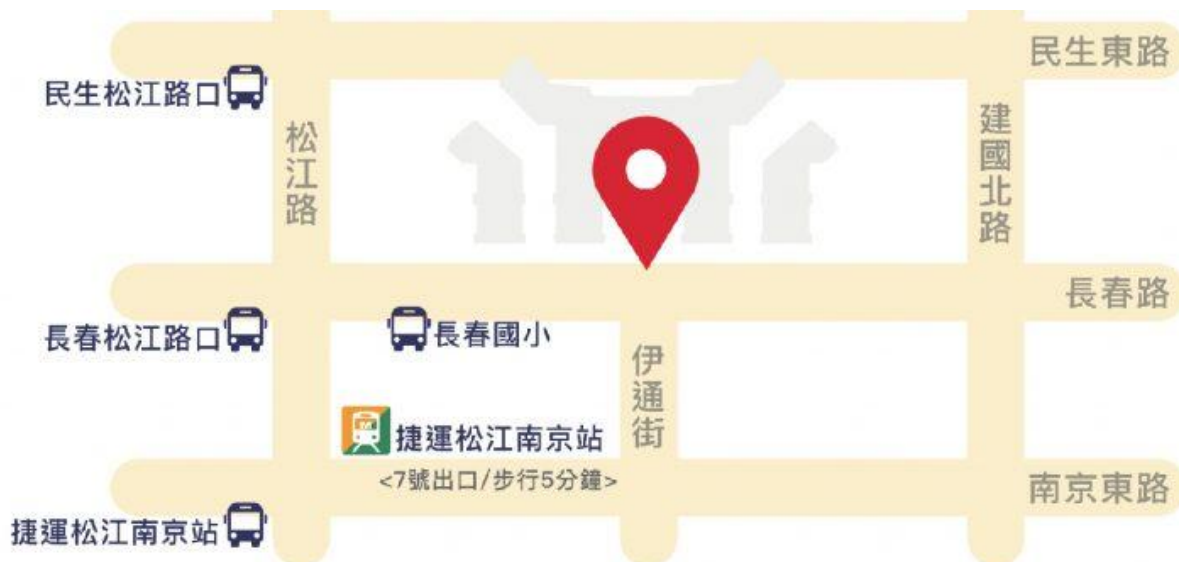 民生東路
民生松江路口
松江路
建國北路
長春路
長春松江路口
長春國小
伊通街
捷運松江南京站
<7號出口/步行5分鐘>
南京東路
捷運松江南京站